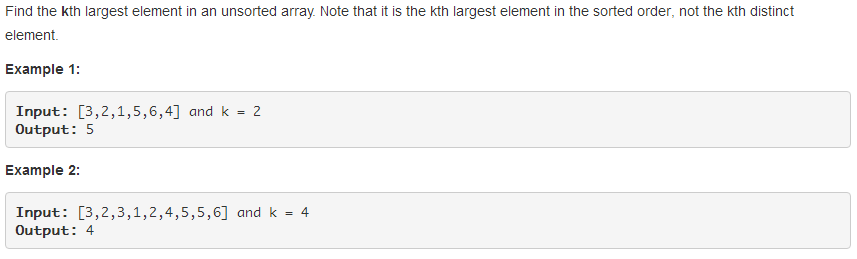 Find the kth largest element in an unsorted array. Note that it is the kth largest element in the sorted order, not the kth distinct
element.
Example 1:
Input: [3,2,1,5,6,4] and k = 2
Output: 5
Example 2:
Input: [3,2,3,1,2,4,5,5,6] and k = 4
Output: 4